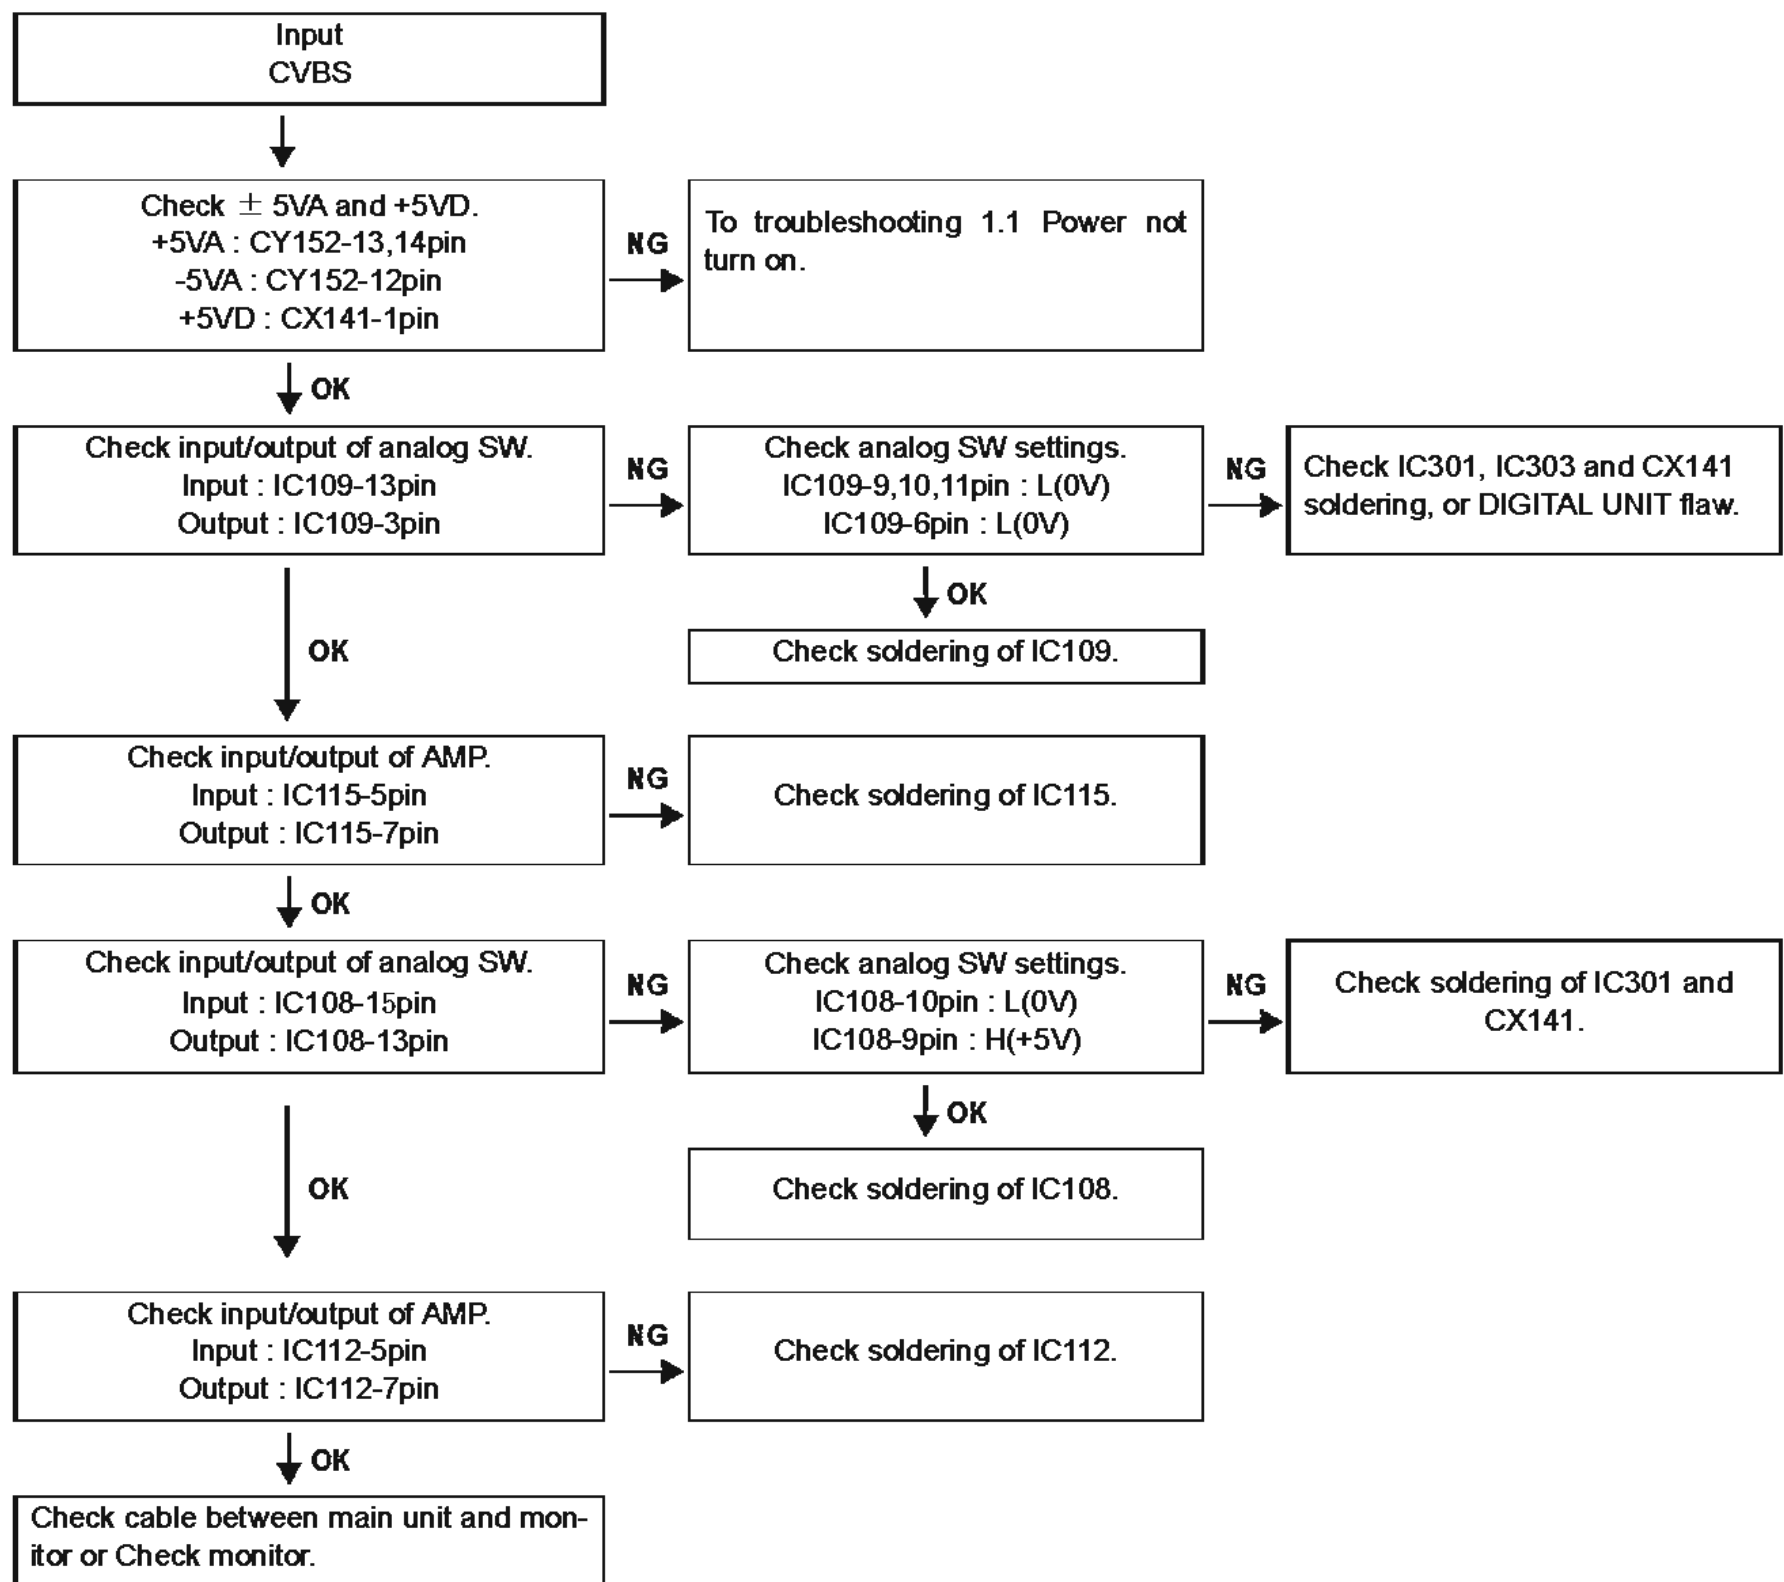 Input
CVBS
Check ± 5VA and +5VD.
+5VA : CY152-13,14pin
-5VA : CY152-12pin
+5VD : CX141-1pin
NG
To troubleshooting 1.1 Power not
turn on.
OK
Check input/output of analog SW.
Input : IC109-13pin
Output : IC109-3pin
NG
Check analog SW settings.
IC109-9,10,11pin : L(0V)
IC109-6pin : L(0V)
NG
Check IC301, IC303 and CX141
soldering, or DIGITAL UNIT flaw.
OK
Check soldering of IC109.
OK
Check input/output of AMP.
Input : IC115-5pin
Output : IC115-7pin
NG
Check soldering of IC115.
OK
Check input/output of analog SW.
Input : IC108-15pin
Output : IC108-13pin
NG
Check analog SW settings.
IC108-10pin : L(0V)
IC108-9pin : H(+5V)
NG
Check soldering of IC301 and
CX141.
OK
Check soldering of IC108.
OK
Check input/output of AMP.
Input : IC112-5pin
Output : IC112-7pin
NG
Check soldering of IC112.
OK
Check cable between main unit and mon-
itor or Check monitor.